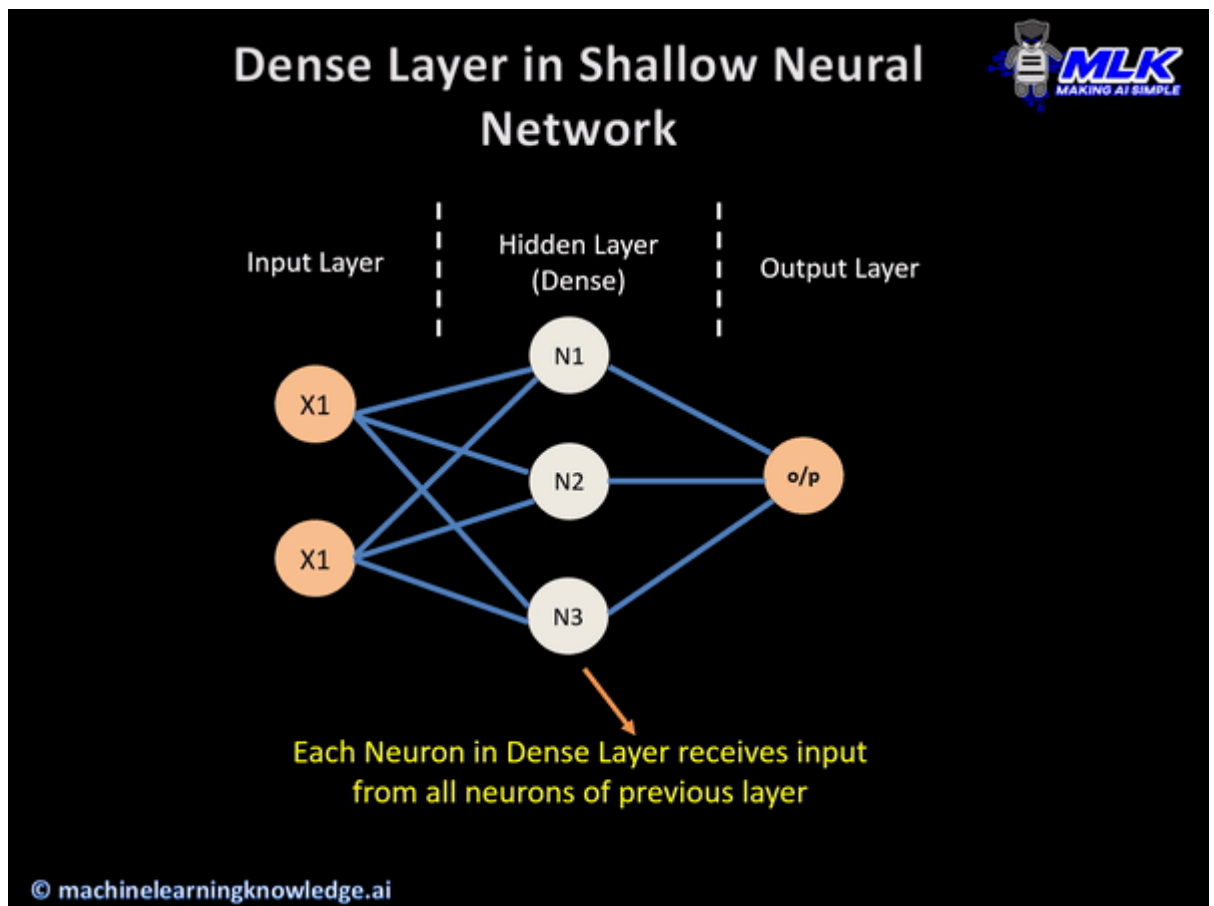 Dense Layer in Shallow Neural
Network
MLK
MAKING AI SIMPLE
Input Layer
Hidden Layer
(Dense)
Output Layer
N1
X1
N2
o/p
X1
N3
Each Neuron in Dense Layer receives input
from all neurons of previous layer
© machinelearningknowledge.ai